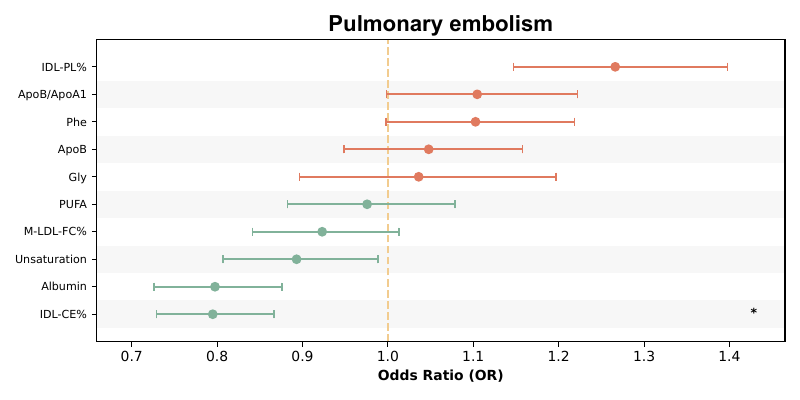 Pulmonary embolism
IDL-PL%
ApoB/ApoA1
Phe
ApoB
Gly
PUFA
M-LDL-FC%
Unsaturation
Albumin
IDL-CE%
*
0.7 0.8 0.9 1.0 1.1 1.2 1.3 1.4
Odds Ratio (OR)